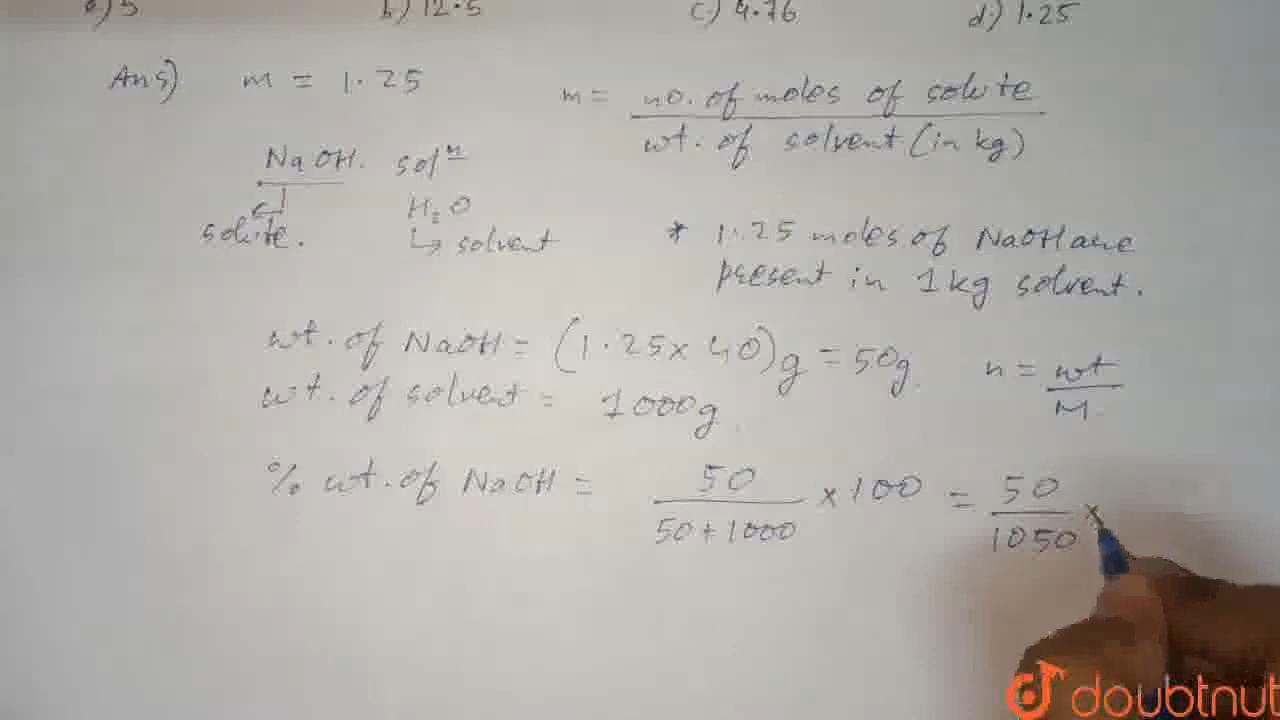 a) 5 b) 12.5 c) 4.76 d) 1.25
Ans) m = 1.25
m = no. of moles of solute / wt. of solvent (in kg)
NaOH. solⁿ
solute.
H₂O
↳ solvent
* 1.25 moles of NaOH are
present in 1 kg solvent.
wt. of NaOH = (1.25 × 40)g = 50g
n = wt / M
wt. of solvent = 1000g
% wt. of NaOH = 50 / 50 + 1000 × 100 = 50 / 1050 ×
doubtnut